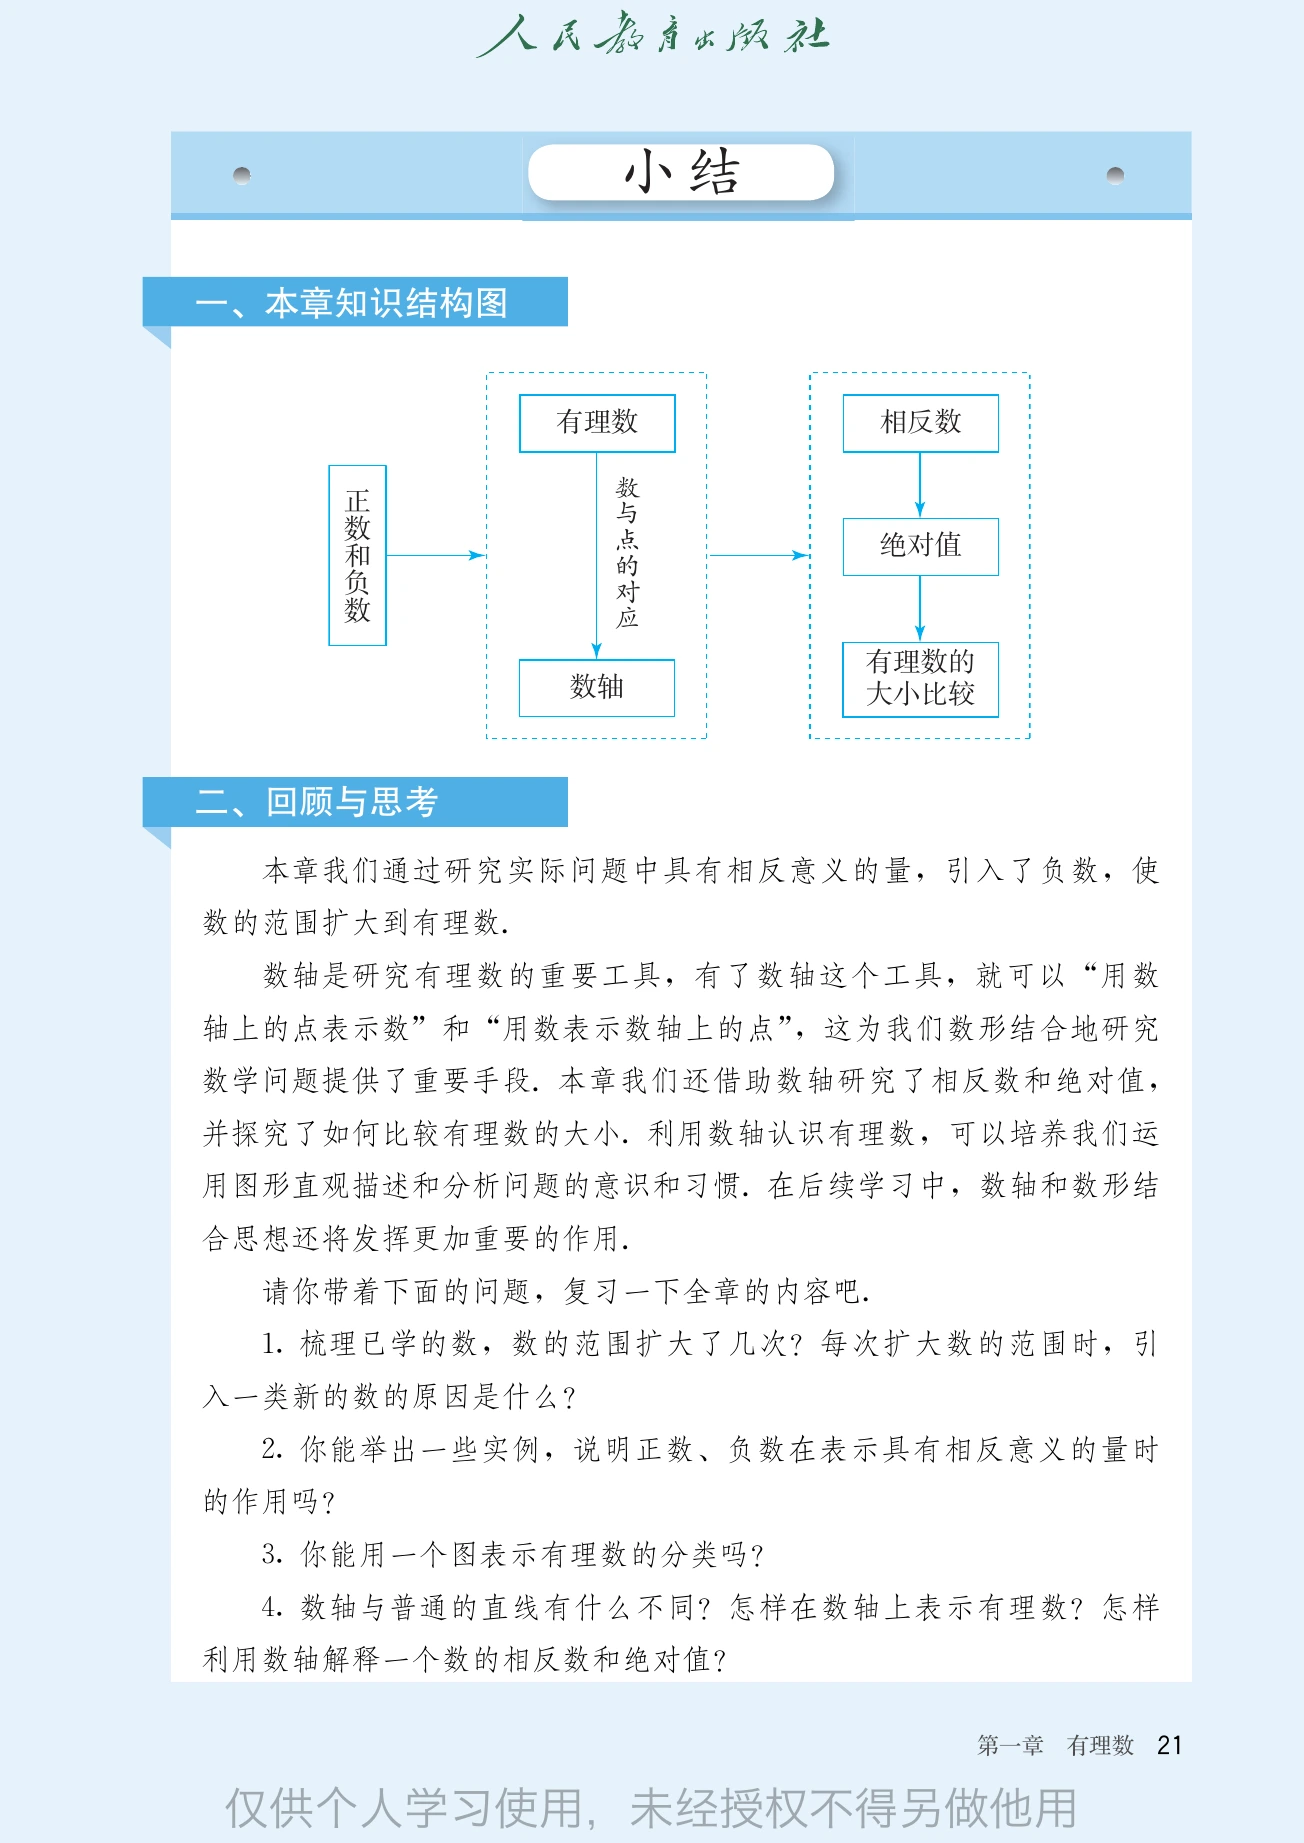 人民教育出版社
小结
一、本章知识结构图
正数和负数
有理数
数与点的对应
数轴
相反数
绝对值
有理数的
大小比较
二、回顾与思考
本章我们通过研究实际问题中具有相反意义的量，引入了负数，使
数的范围扩大到有理数.
数轴是研究有理数的重要工具，有了数轴这个工具，就可以“用数
轴上的点表示数”和“用数表示数轴上的点”，这为我们数形结合地研究
数学问题提供了重要手段. 本章我们还借助数轴研究了相反数和绝对值，
并探究了如何比较有理数的大小. 利用数轴认识有理数，可以培养我们运
用图形直观描述和分析问题的意识和习惯. 在后续学习中，数轴和数形结
合思想还将发挥更加重要的作用.
请你带着下面的问题，复习一下全章的内容吧.
1. 梳理已学的数，数的范围扩大了几次？每次扩大数的范围时，引
入一类新的数的原因是什么？
2. 你能举出一些实例，说明正数、负数在表示具有相反意义的量时
的作用吗？
3. 你能用一个图表示有理数的分类吗？
4. 数轴与普通的直线有什么不同？怎样在数轴上表示有理数？怎样
利用数轴解释一个数的相反数和绝对值？
第一章 有理数 21
仅供个人学习使用，未经授权不得另做他用